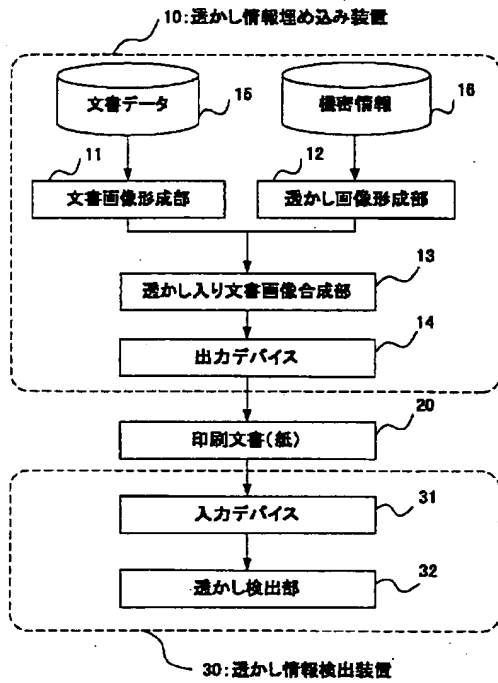 10:透かし情報埋め込み装置
文書データ
15
機密情報
16
11
文書画像形成部
12
透かし画像形成部
透かし入り文書画像合成部
13
出力デバイス
14
印刷文書(紙)
20
入力デバイス
31
透かし検出部
32
30:透かし情報検出装置